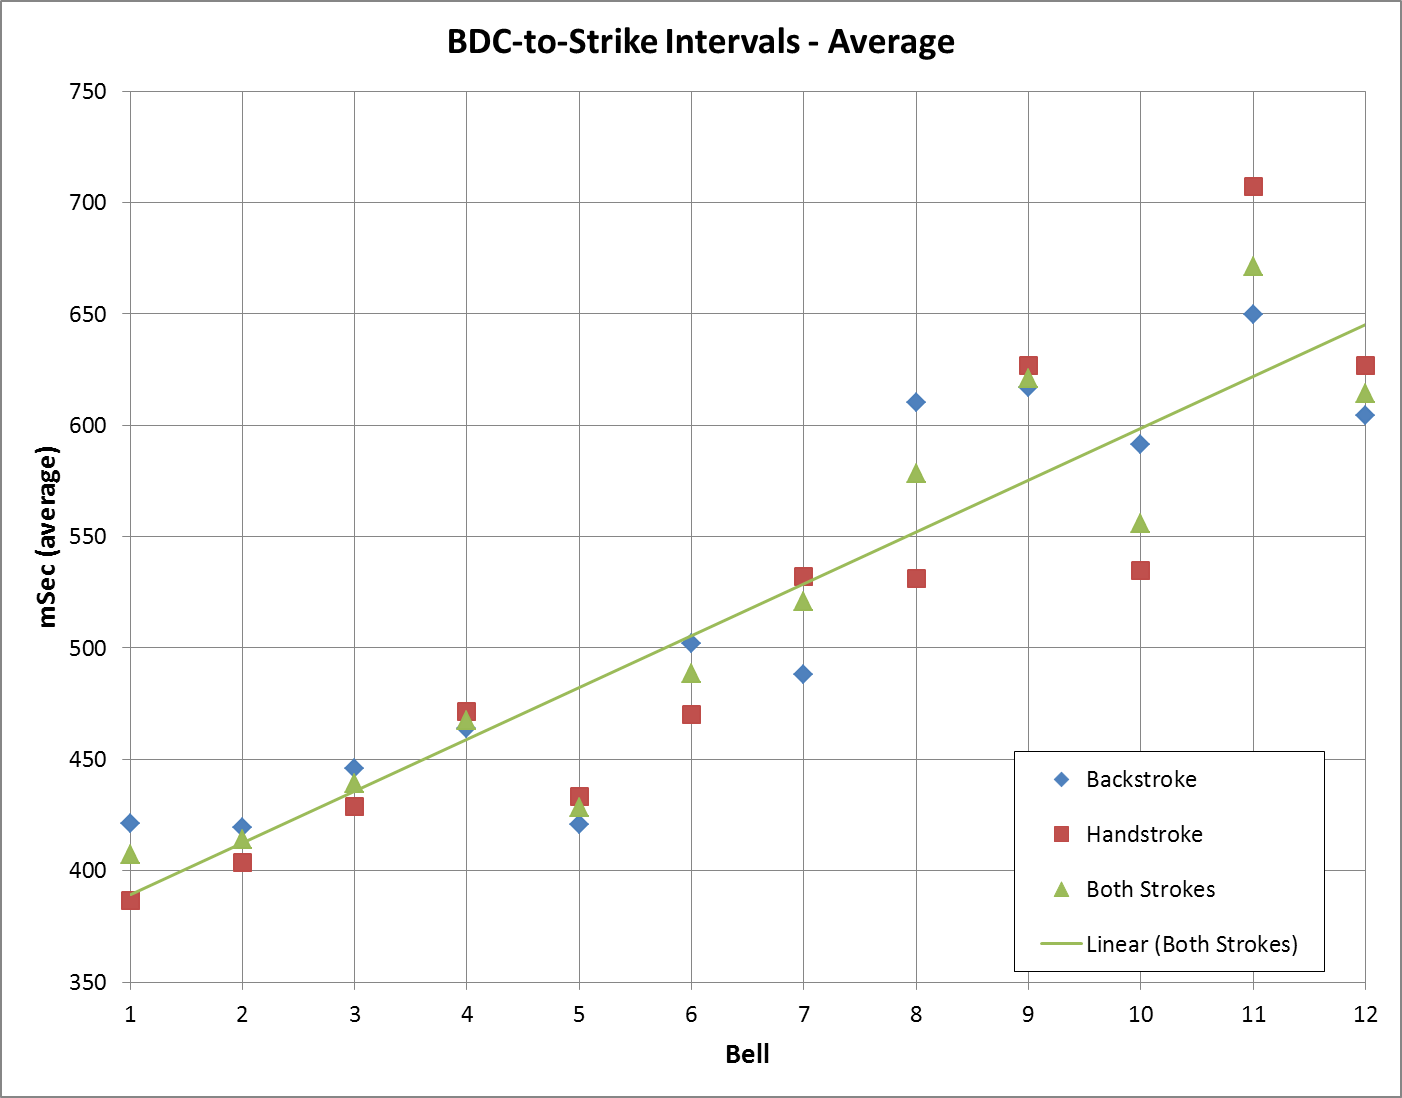 BDC-to-Strike Intervals - Average
750
700
650
600
550
500
450
400
350
mSec (average)
1 2 3 4 5 6 7 8 9 10 11 12
Bell
Backstroke
Handstroke
Both Strokes
Linear (Both Strokes)